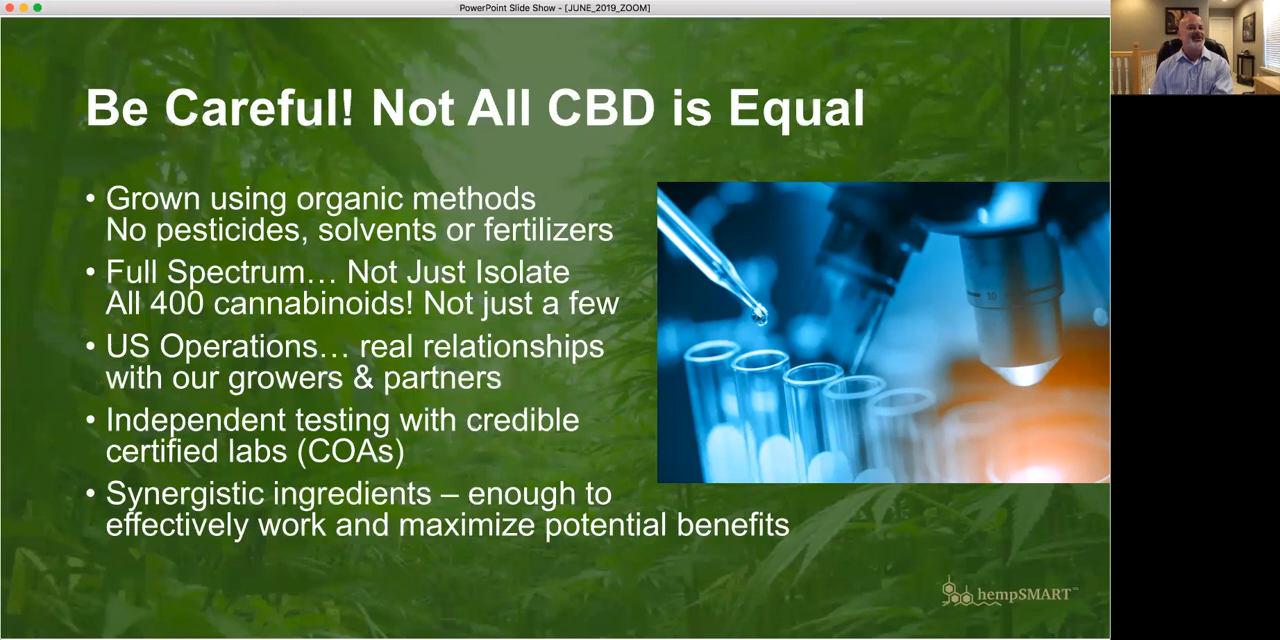 PowerPoint Slide Show - [JUNE_2019_ZOOM]
Be Careful! Not All CBD is Equal
• Grown using organic methods
No pesticides, solvents or fertilizers
• Full Spectrum… Not Just Isolate
All 400 cannabinoids! Not just a few
• US Operations… real relationships
with our growers & partners
• Independent testing with credible
certified labs (COAs)
• Synergistic ingredients – enough to
effectively work and maximize potential benefits
10
hempSMART™